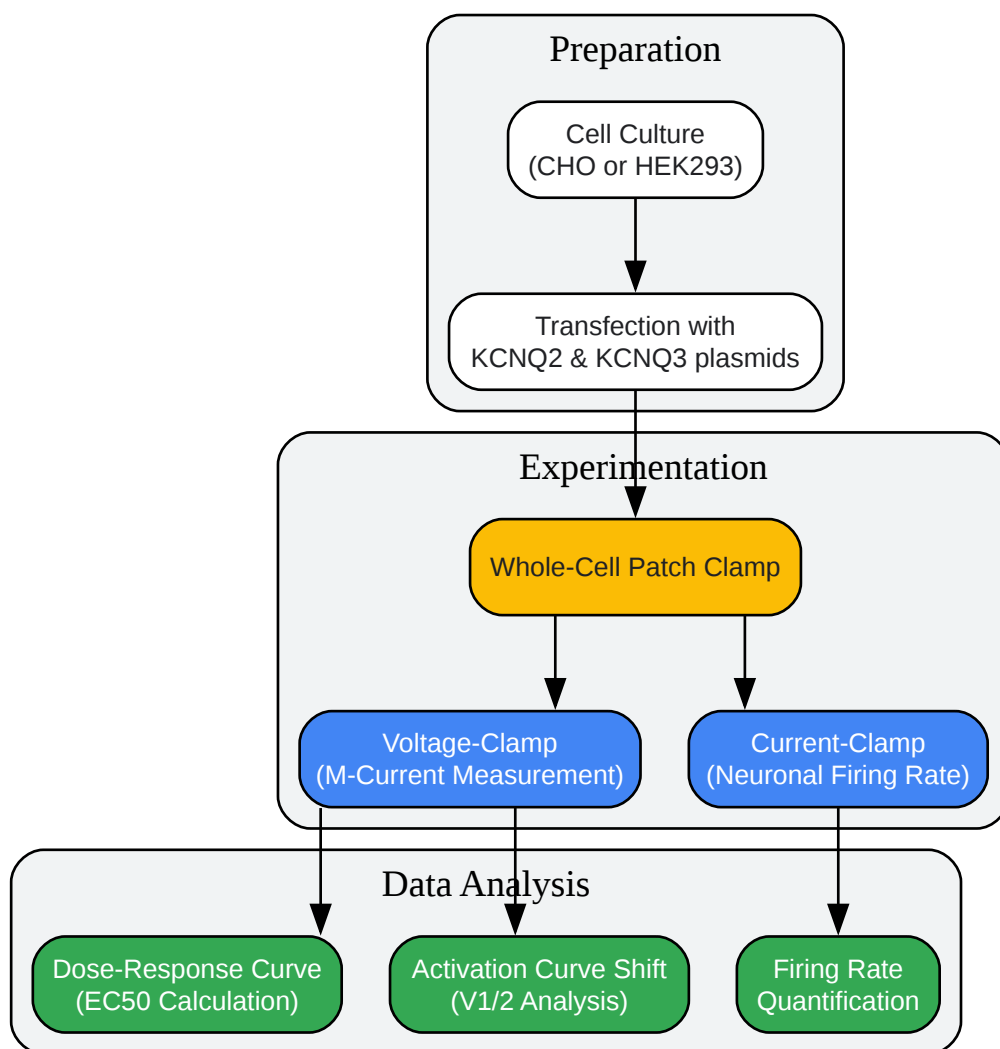 Preparation
Cell Culture
(CHO or HEK293)
Transfection with
KCNQ2 & KCNQ3 plasmids
Experimentation
Whole-Cell Patch Clamp
Voltage-Clamp
(M-Current Measurement)
Current-Clamp
(Neuronal Firing Rate)
Data Analysis
Dose-Response Curve
(EC50 Calculation)
Activation Curve Shift
(V1/2 Analysis)
Firing Rate
Quantification